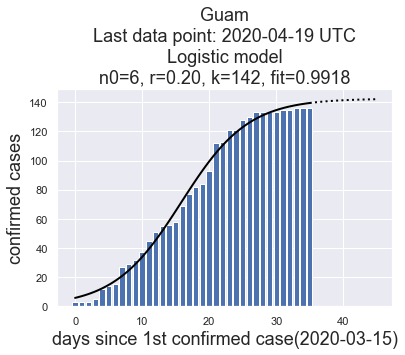 Guam
Last data point: 2020-04-19 UTC
Logistic model
n0=6, r=0.20, k=142, fit=0.9918
140
120
100
80
60
40
20
0
confirmed cases
0 10 20 30 40
days since 1st confirmed case(2020-03-15)